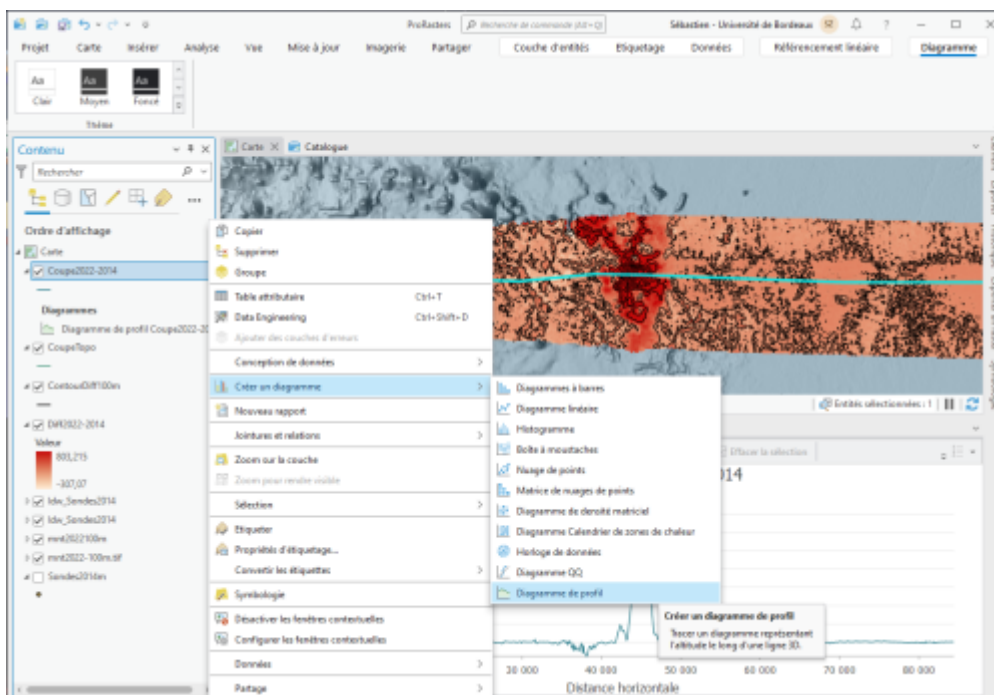 ProRasters
Recherche de commande (Alt+Q)
Sébastien - Université de Bordeaux
?
Projet Carte Insérer Analyse Vue Mise à jour Imagerie Partager Couche d'entités Etiquetage Données Référencement linéaire Diagramme
Aa Aa Aa
Clair Moyen Foncé
Thème
Contenu
Carte Catalogue
Rechercher
Ordre d'affichage
Carte
Coupe2022-2014
Diagrammes
Diagramme de profil Coupe2022-20
CoupeTopo
ContourDiff100m
Diff2022-2014
Valeur
803,215
-307,07
Idw_Sondes2014
Idw_Sondes2014
mnt2022100m
mnt2022-100m.tif
Sondes2014m
Copier
Supprimer
Groupe
Table attributaire Ctrl+T
Data Engineering Ctrl+Shift+D
Ajouter des couches d'erreurs
Conception de données
Créer un diagramme
Nouveau rapport
Jointures et relations
Zoom sur la couche
Zoom pour rendre visible
Sélection
Etiqueter
Propriétés d'étiquetage...
Convertir les étiquettes
Symbologie
Désactiver les fenêtres contextuelles
Configurer les fenêtres contextuelles
Données
Partage
Diagrammes à barres
Diagramme linéaire
Histogramme
Boîte à moustaches
Nuage de points
Matrice de nuages de points
Diagramme de densité matriciel
Diagramme Calendrier de zones de chaleur
Horloge de données
Diagramme QQ
Diagramme de profil
Entités sélectionnées : 1
Effacer la sélection
014
Créer un diagramme de profil
Tracer un diagramme représentant
l'altitude le long d'une ligne 3D.
30 000 40 000 50 000 60 000 70 000 80 000
Distance horizontale